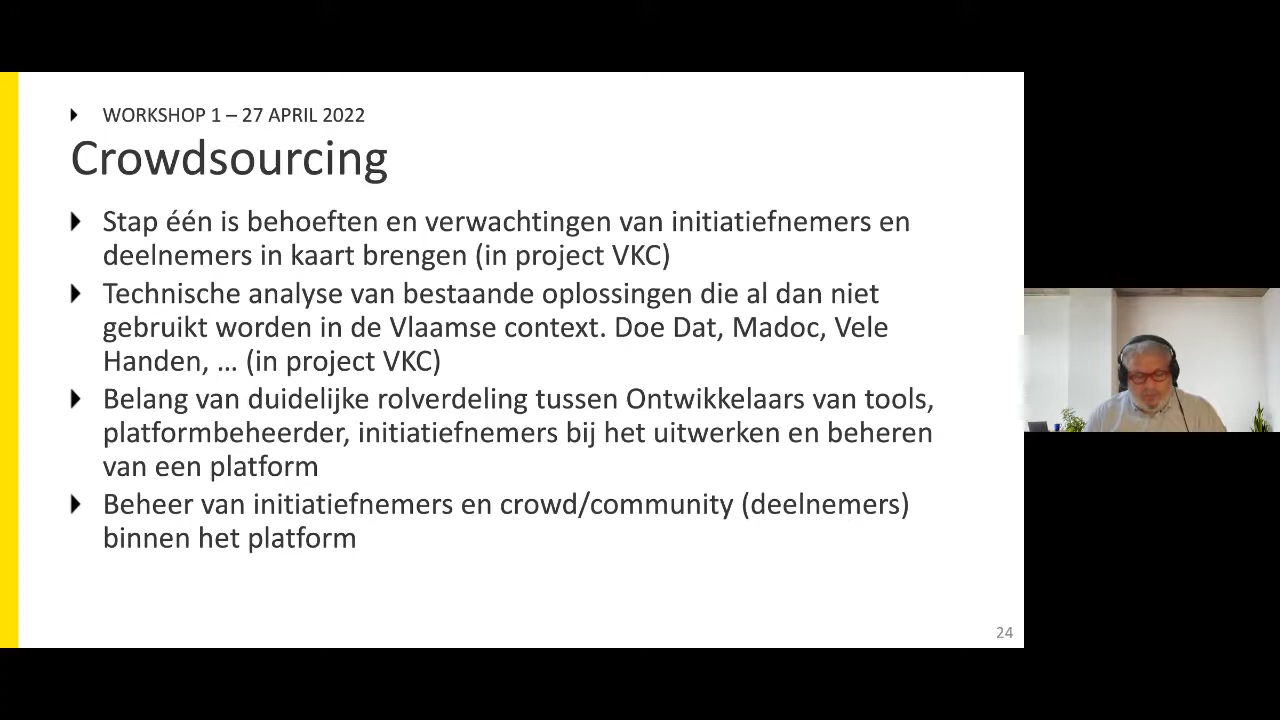 WORKSHOP 1 – 27 APRIL 2022
Crowdsourcing
Stap één is behoeften en verwachtingen van initiatiefnemers en
deelnemers in kaart brengen (in project VKC)
Technische analyse van bestaande oplossingen die al dan niet
gebruikt worden in de Vlaamse context. Doe Dat, Madoc, Vele
Handen, … (in project VKC)
Belang van duidelijke rolverdeling tussen Ontwikkelaars van tools,
platformbeheerder, initiatiefnemers bij het uitwerken en beheren
van een platform
Beheer van initiatiefnemers en crowd/community (deelnemers)
binnen het platform
24